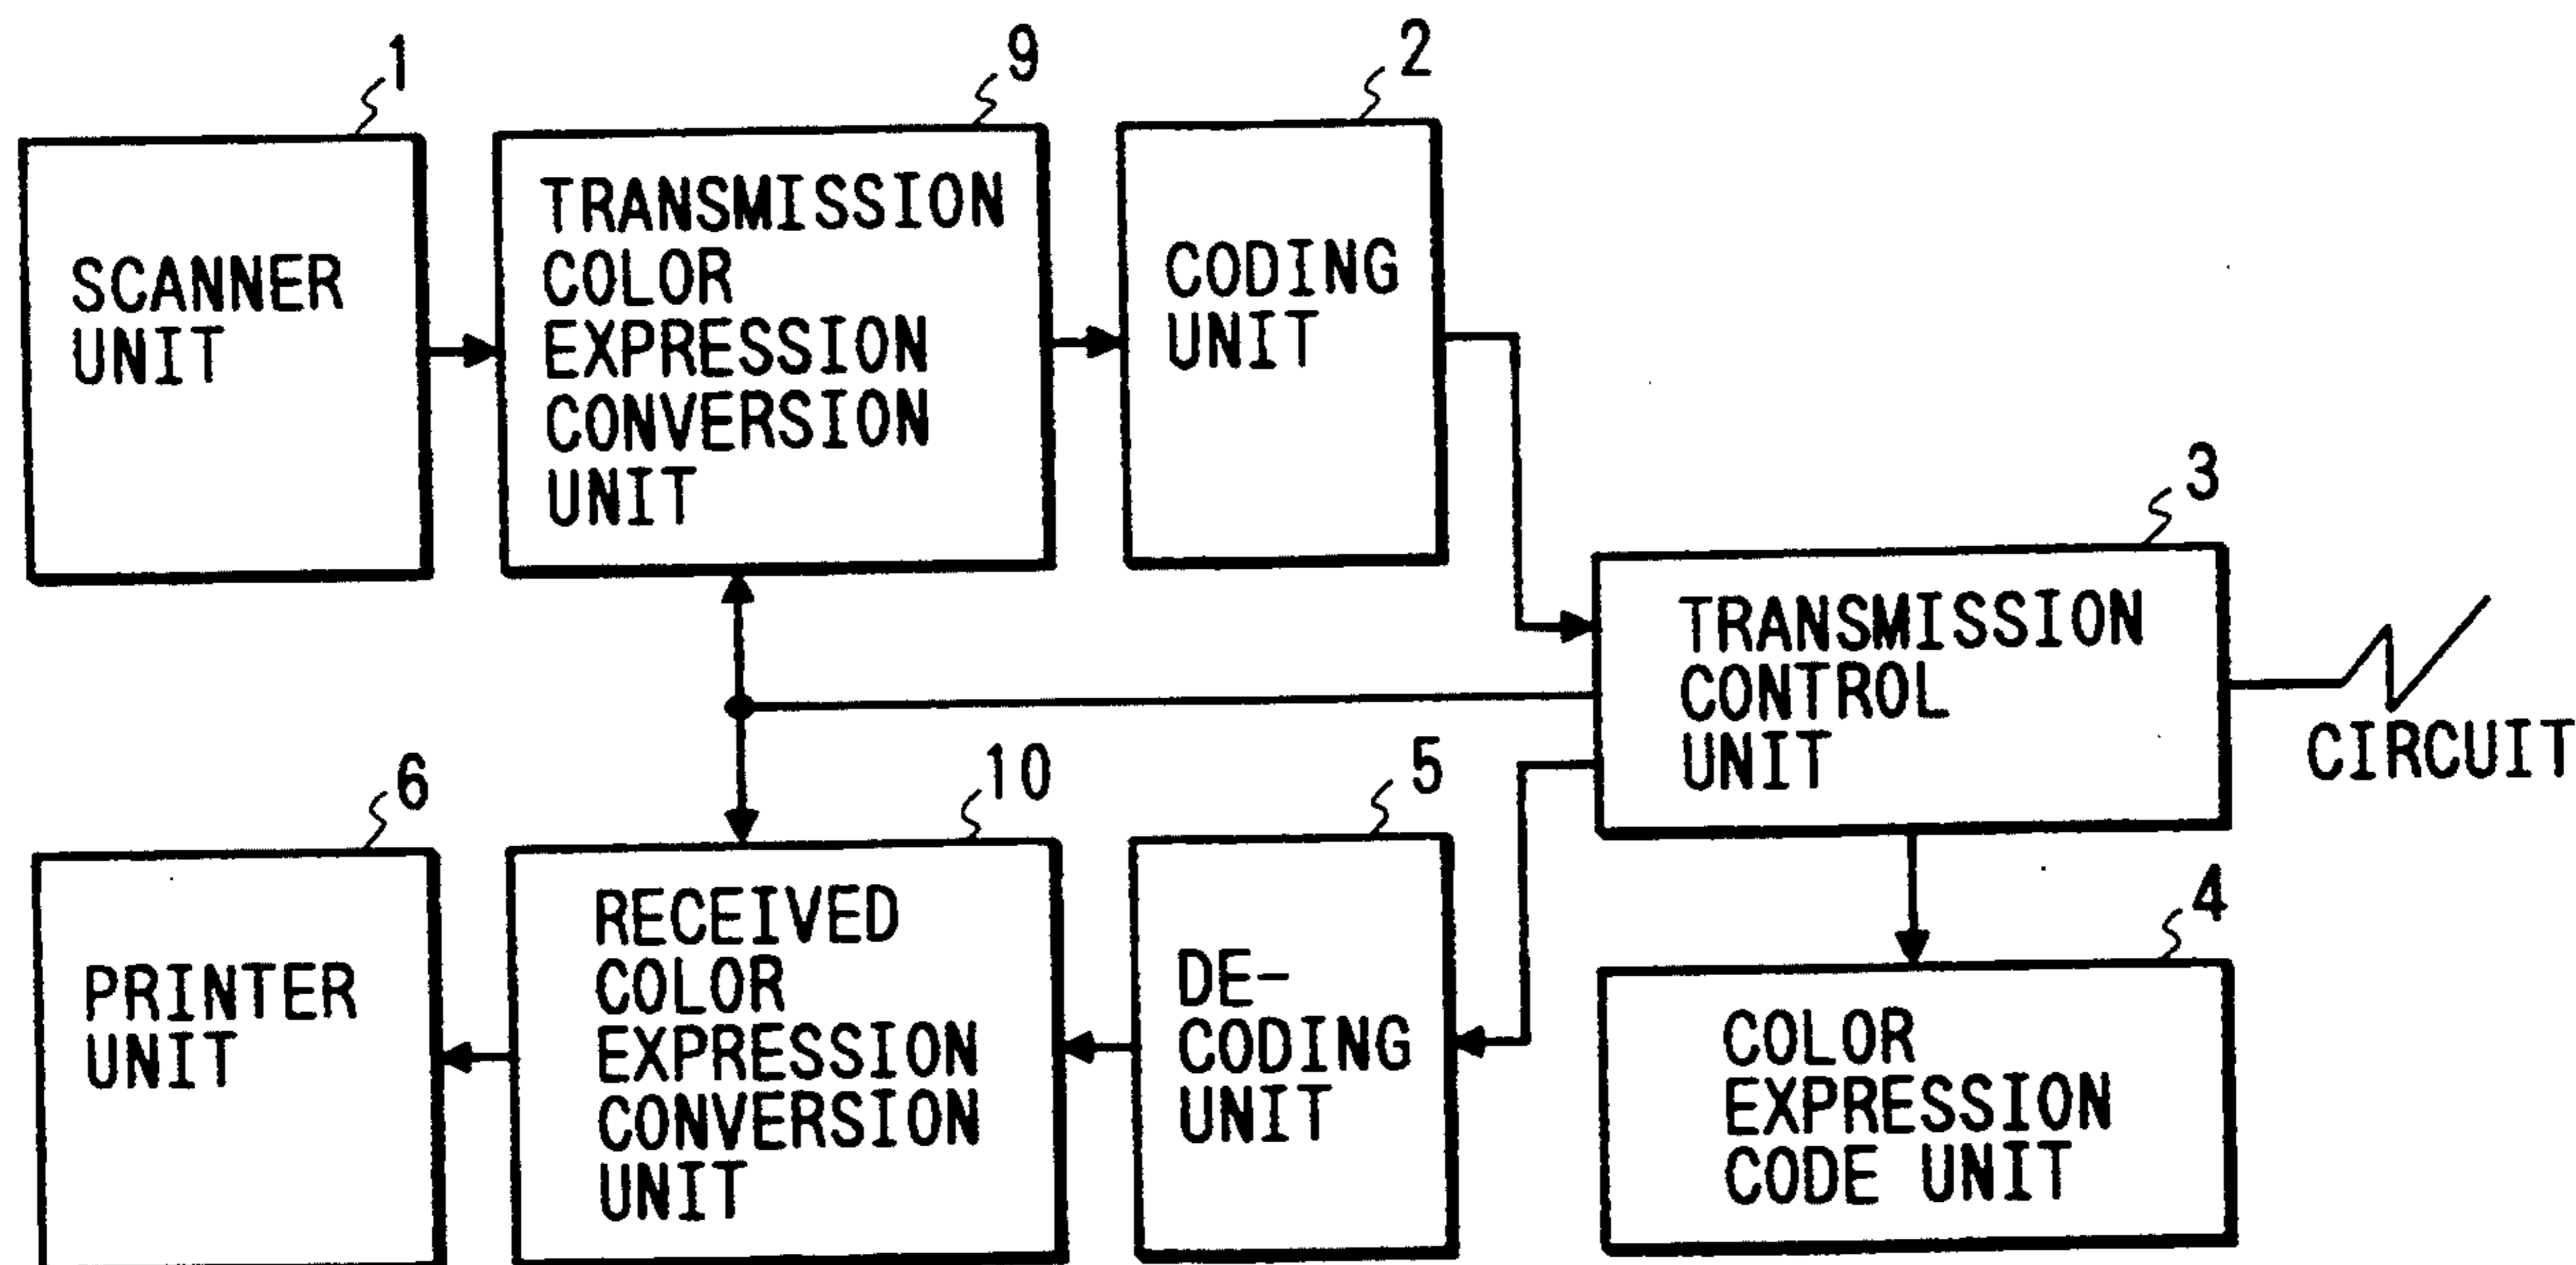 1
SCANNER
UNIT
9
TRANSMISSION
COLOR
EXPRESSION
CONVERSION
UNIT
2
CODING
UNIT
3
TRANSMISSION
CONTROL
UNIT
CIRCUIT
6
PRINTER
UNIT
10
RECEIVED
COLOR
EXPRESSION
CONVERSION
UNIT
5
DE-
CODING
UNIT
4
COLOR
EXPRESSION
CODE UNIT